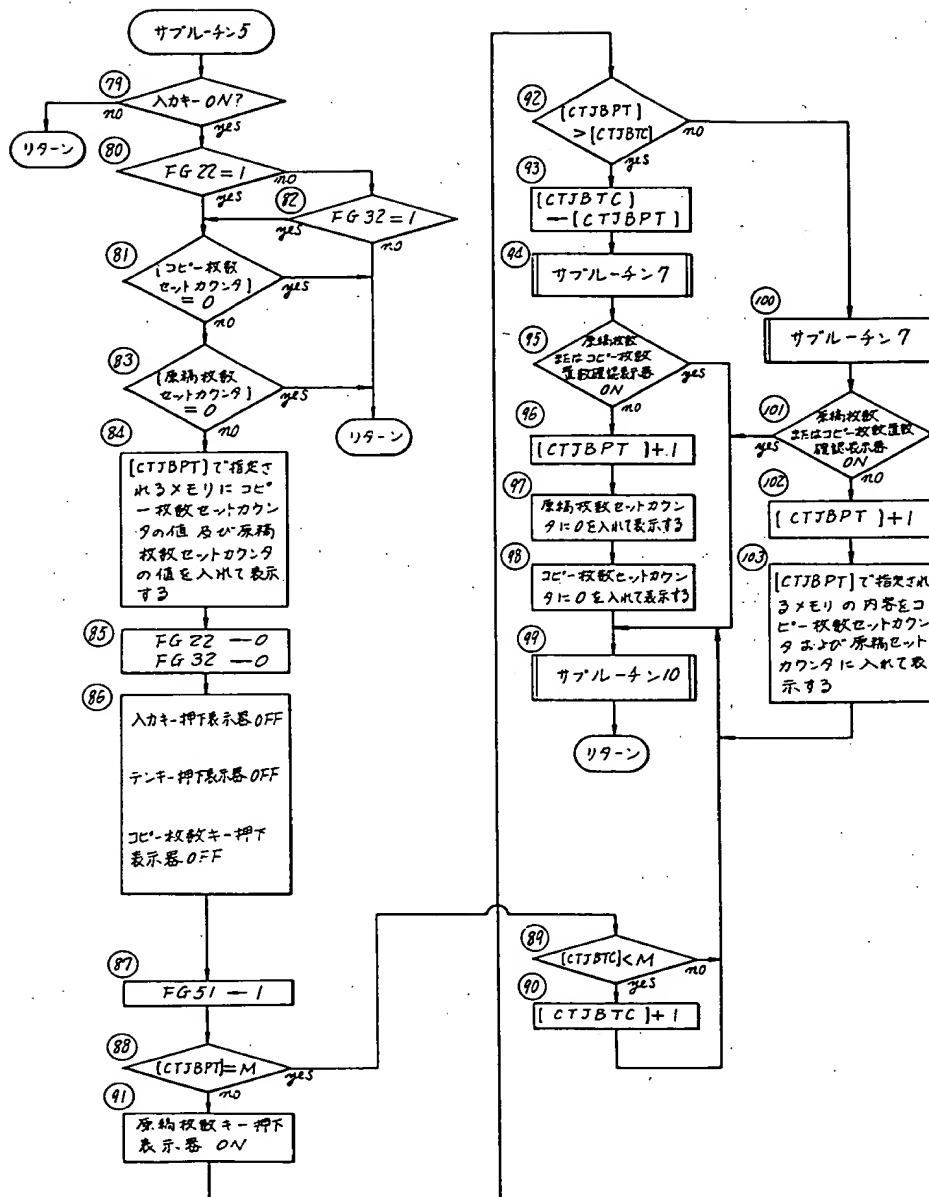 サブルーチン5
79
入力キーON?
no
yes
リターン
80
FG22=1
no
yes
82
FG32=1
yes
no
81
[コピー枚数
セットカウンタ]
=0
yes
no
83
[原稿枚数
セットカウンタ]
=0
yes
no
リターン
84
[CTJBPT]で指定さ
れるメモリにコピ
ー枚数セットカウン
タの値及び原稿
枚数セットカウンタ
の値を入れて表示
する
85
FG22 ―0
FG32 ―0
86
入力キー押下表示器OFF
テンキー押下表示器OFF
コピー枚数キー押下
表示器OFF
87
FG51 ― 1
88
[CTJBPT]=M
yes
no
91
原稿枚数キー押下
表示器 ON
92
[CTJBPT]
>[CTJBTC]
no
yes
93
[CTJBTC]
―[CTJBPT]
94
サブルーチン7
95
原稿枚数
またはコピー枚数
置数確認表示器
ON
yes
no
96
[CTJBPT]+1
97
原稿枚数セットカウン
タに0を入れて表示する
98
コピー枚数セットカウン
タに0を入れて表示する
99
サブルーチン10
リターン
89
[CTJBTC]<M
no
yes
90
[CTJBTC]+1
100
サブルーチン7
101
原稿枚数
またはコピー枚数置数
確認表示器
ON
yes
no
102
[CTJBPT]+1
103
[CTJBPT]で指定され
るメモリの内容をコ
ピー枚数セットカウン
タおよび原稿セット
カウンタに入れて表
示する